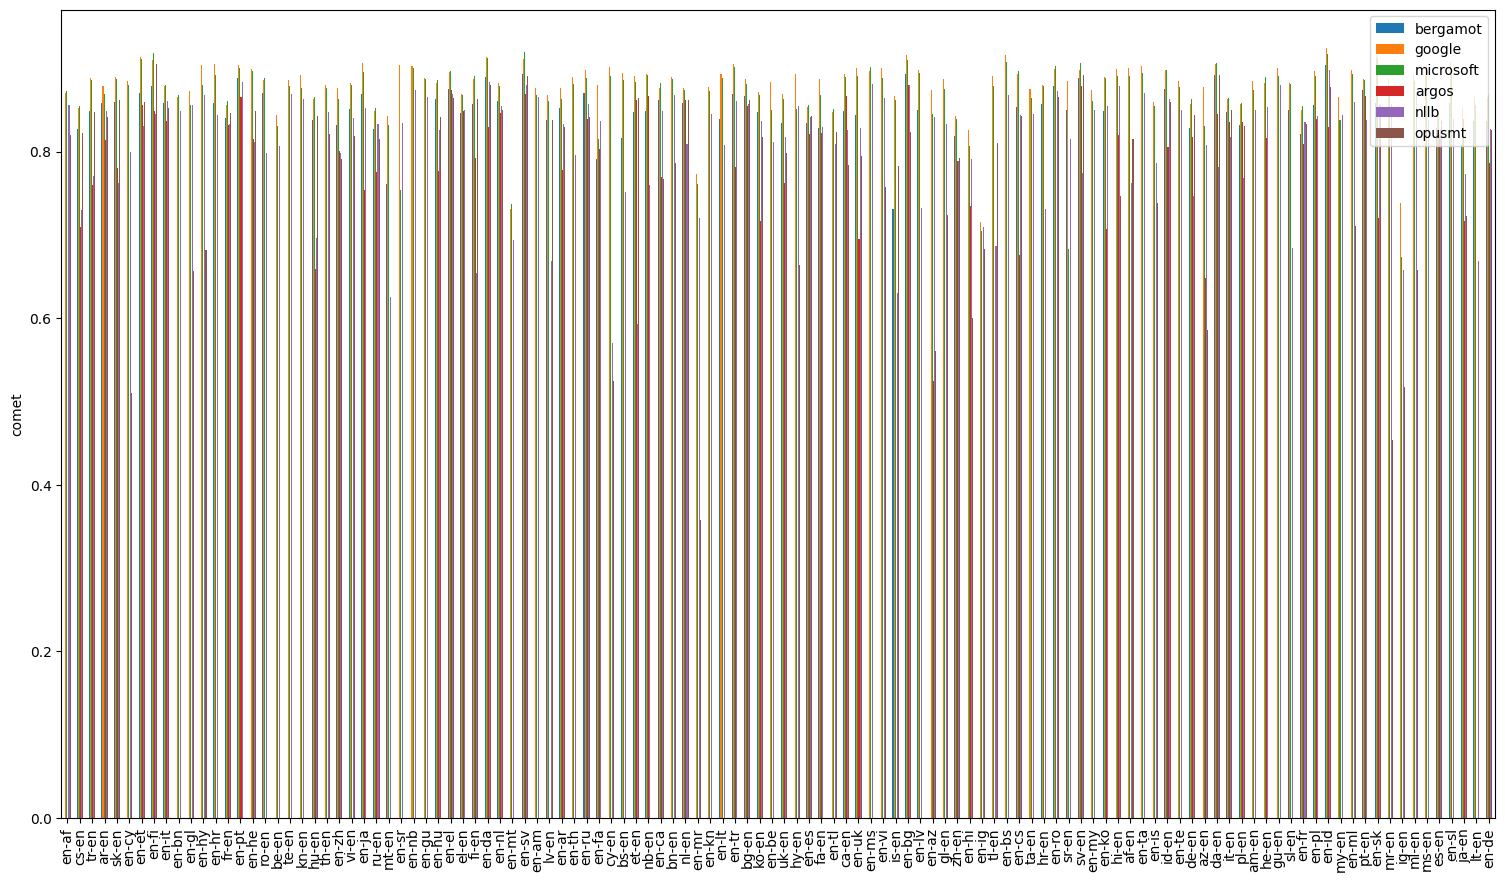 bergamot
google
microsoft
argos
nllb
opusmt
comet
0.8
0.6
0.4
0.2
0.0
en-af
cs-en
tr-en
ar-en
sk-en
en-cy
en-et
en-fi
en-it
en-bn
en-gl
en-hy
en-hr
fr-en
en-pt
en-he
ro-en
be-en
te-en
kn-en
hu-en
th-en
en-zh
vi-en
en-ja
ru-en
mt-en
en-sr
en-nb
en-gu
en-hu
en-el
el-en
fi-en
en-da
en-nl
en-mt
en-sv
en-am
lv-en
en-ar
en-th
en-ru
en-fa
cy-en
bs-en
et-en
nb-en
en-ca
bn-en
nl-en
en-mr
en-kn
en-lt
en-tr
bg-en
ko-en
en-be
uk-en
hy-en
en-es
fa-en
en-tl
ca-en
en-uk
en-ms
en-vi
is-en
en-bg
en-lv
en-az
gl-en
zh-en
en-hi
en-ig
tl-en
en-bs
en-cs
ta-en
hr-en
en-ro
sr-en
sv-en
en-my
en-ko
hi-en
af-en
en-ta
en-is
id-en
en-te
de-en
az-en
da-en
it-en
pl-en
am-en
he-en
gu-en
sl-en
en-fr
en-pl
en-id
my-en
en-ml
pt-en
en-sk
mr-en
ig-en
ml-en
ms-en
es-en
en-sl
ja-en
lt-en
en-de